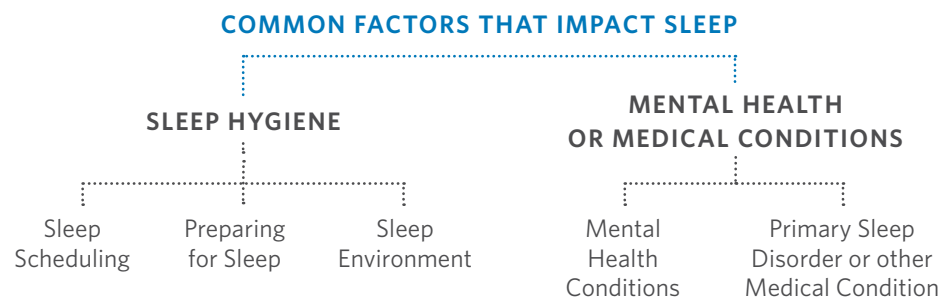 COMMON FACTORS THAT IMPACT SLEEP
SLEEP HYGIENE
MENTAL HEALTH
OR MEDICAL CONDITIONS
Sleep
Scheduling
Preparing
for Sleep
Sleep
Environment
Mental
Health
Conditions
Primary Sleep
Disorder or other
Medical Condition